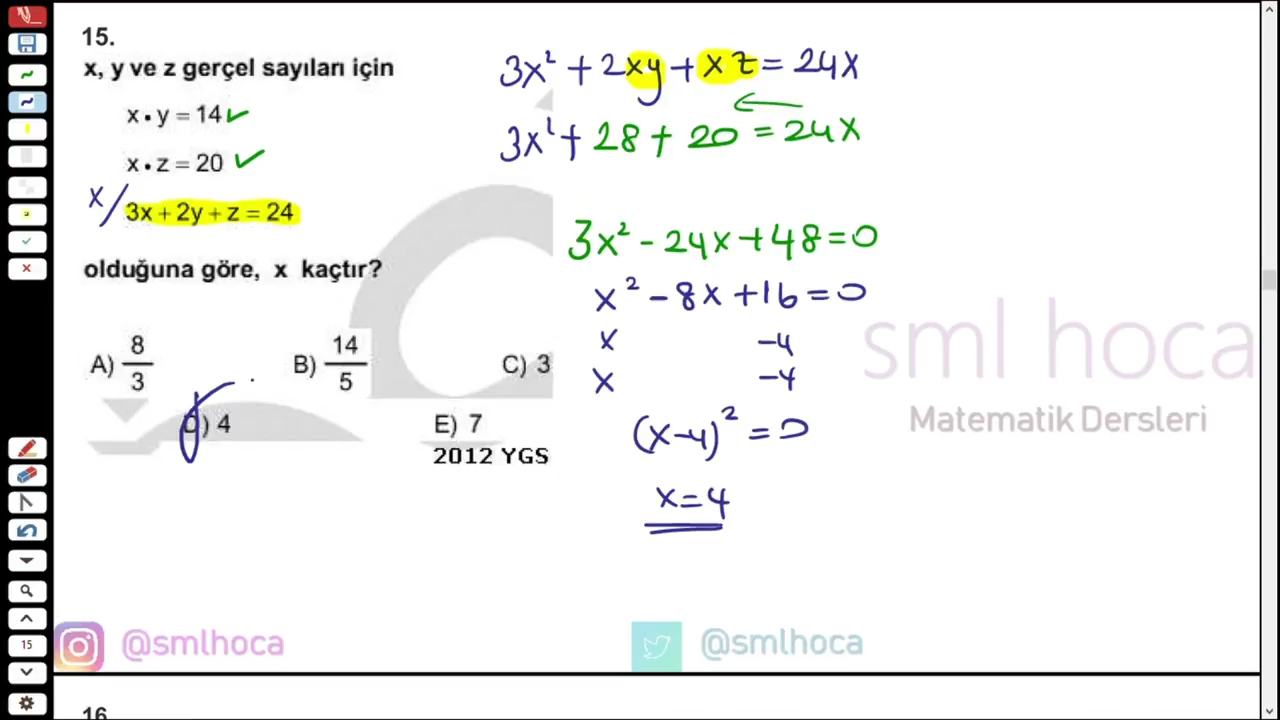 15.
x, y ve z gerçel sayıları için
x • y = 14 ✓
x • z = 20 ✓
x/ 3x + 2y + z = 24
olduğuna göre, x kaçtır?
A) 8/3 B) 14/5 C) 3
D) 4 E) 7
2012 YGS
3x² + 2xy + xz = 24x
3x² + 28 + 20 = 24x
3x² - 24x + 48 = 0
x² - 8x + 16 = 0
x -4
x -4
(x-4)² = 0
x = 4
sml hoca
Matematik Dersleri
@smlhoca @smlhoca
15
16